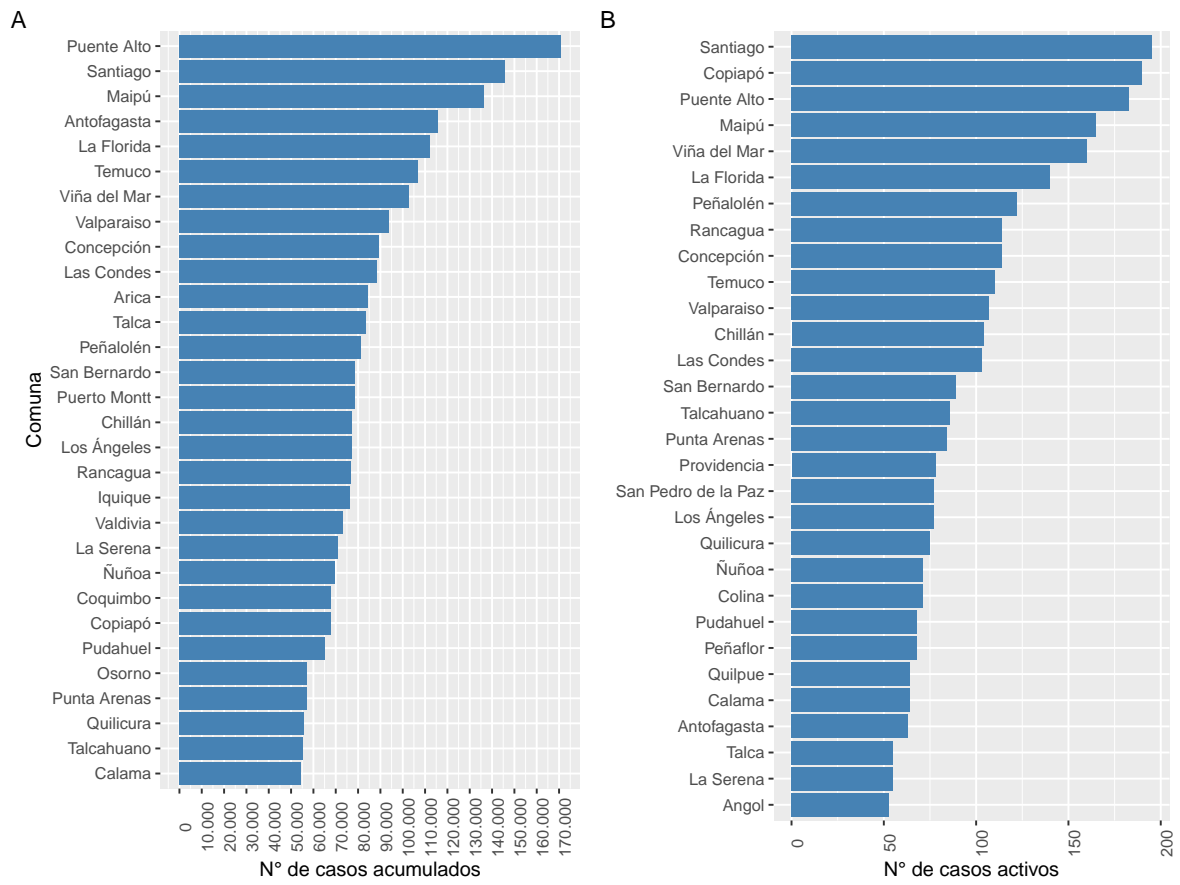 A
Puente Alto
Santiago
Maipú
Antofagasta
La Florida
Temuco
Viña del Mar
Valparaiso
Concepción
Las Condes
Arica
Talca
Peñalolén
San Bernardo
Puerto Montt
Chillán
Los Ángeles
Rancagua
Iquique
Valdivia
La Serena
Ñuñoa
Coquimbo
Copiapó
Pudahuel
Osorno
Punta Arenas
Quilicura
Talcahuano
Calama
Comuna
0
10.000
20.000
30.000
40.000
50.000
60.000
70.000
80.000
90.000
100.000
110.000
120.000
130.000
140.000
150.000
160.000
170.000
N° de casos acumulados
B
Santiago
Copiapó
Puente Alto
Maipú
Viña del Mar
La Florida
Peñalolén
Rancagua
Concepción
Temuco
Valparaiso
Chillán
Las Condes
San Bernardo
Talcahuano
Punta Arenas
Providencia
San Pedro de la Paz
Los Ángeles
Quilicura
Ñuñoa
Colina
Pudahuel
Peñaflor
Quilpue
Calama
Antofagasta
Talca
La Serena
Angol
0
50
100
150
200
N° de casos activos